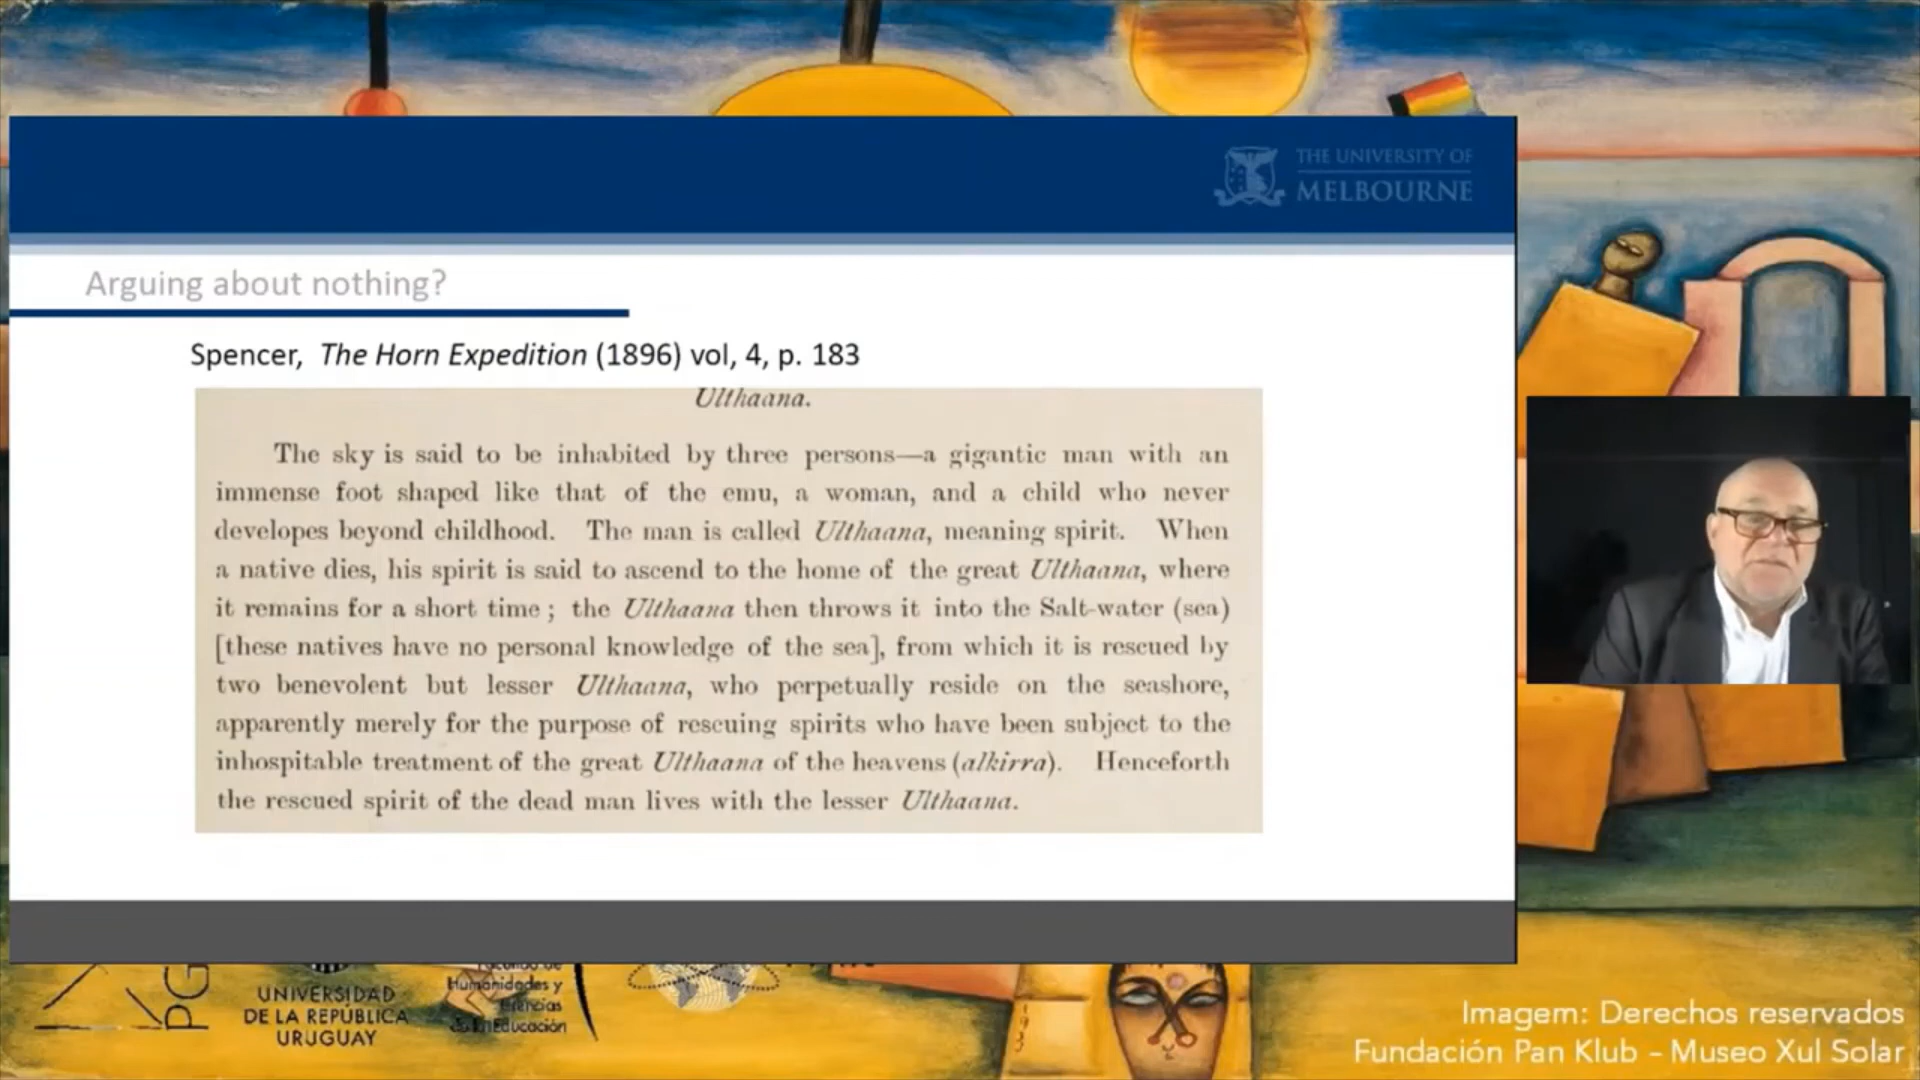 THE UNIVERSITY OF
MELBOURNE
Arguing about nothing?
Spencer, The Horn Expedition (1896) vol, 4, p. 183
Ulthaana.
The sky is said to be inhabited by three persons—a gigantic man with an
immense foot shaped like that of the emu, a woman, and a child who never
developes beyond childhood. The man is called Ulthaana, meaning spirit. When
a native dies, his spirit is said to ascend to the home of the great Ulthaana, where
it remains for a short time; the Ulthaana then throws it into the Salt-water (sea)
[these natives have no personal knowledge of the sea], from which it is rescued by
two benevolent but lesser Ulthaana, who perpetually reside on the seashore,
apparently merely for the purpose of rescuing spirits who have been subject to the
inhospitable treatment of the great Ulthaana of the heavens (alkirra). Henceforth
the rescued spirit of the dead man lives with the lesser Ulthaana.
PG
UNIVERSIDAD
DE LA REPÚBLICA
URUGUAY
Humanidades y
Ciencias
Educación
Imagem: Derechos reservados
Fundación Pan Klub - Museo Xul Solar